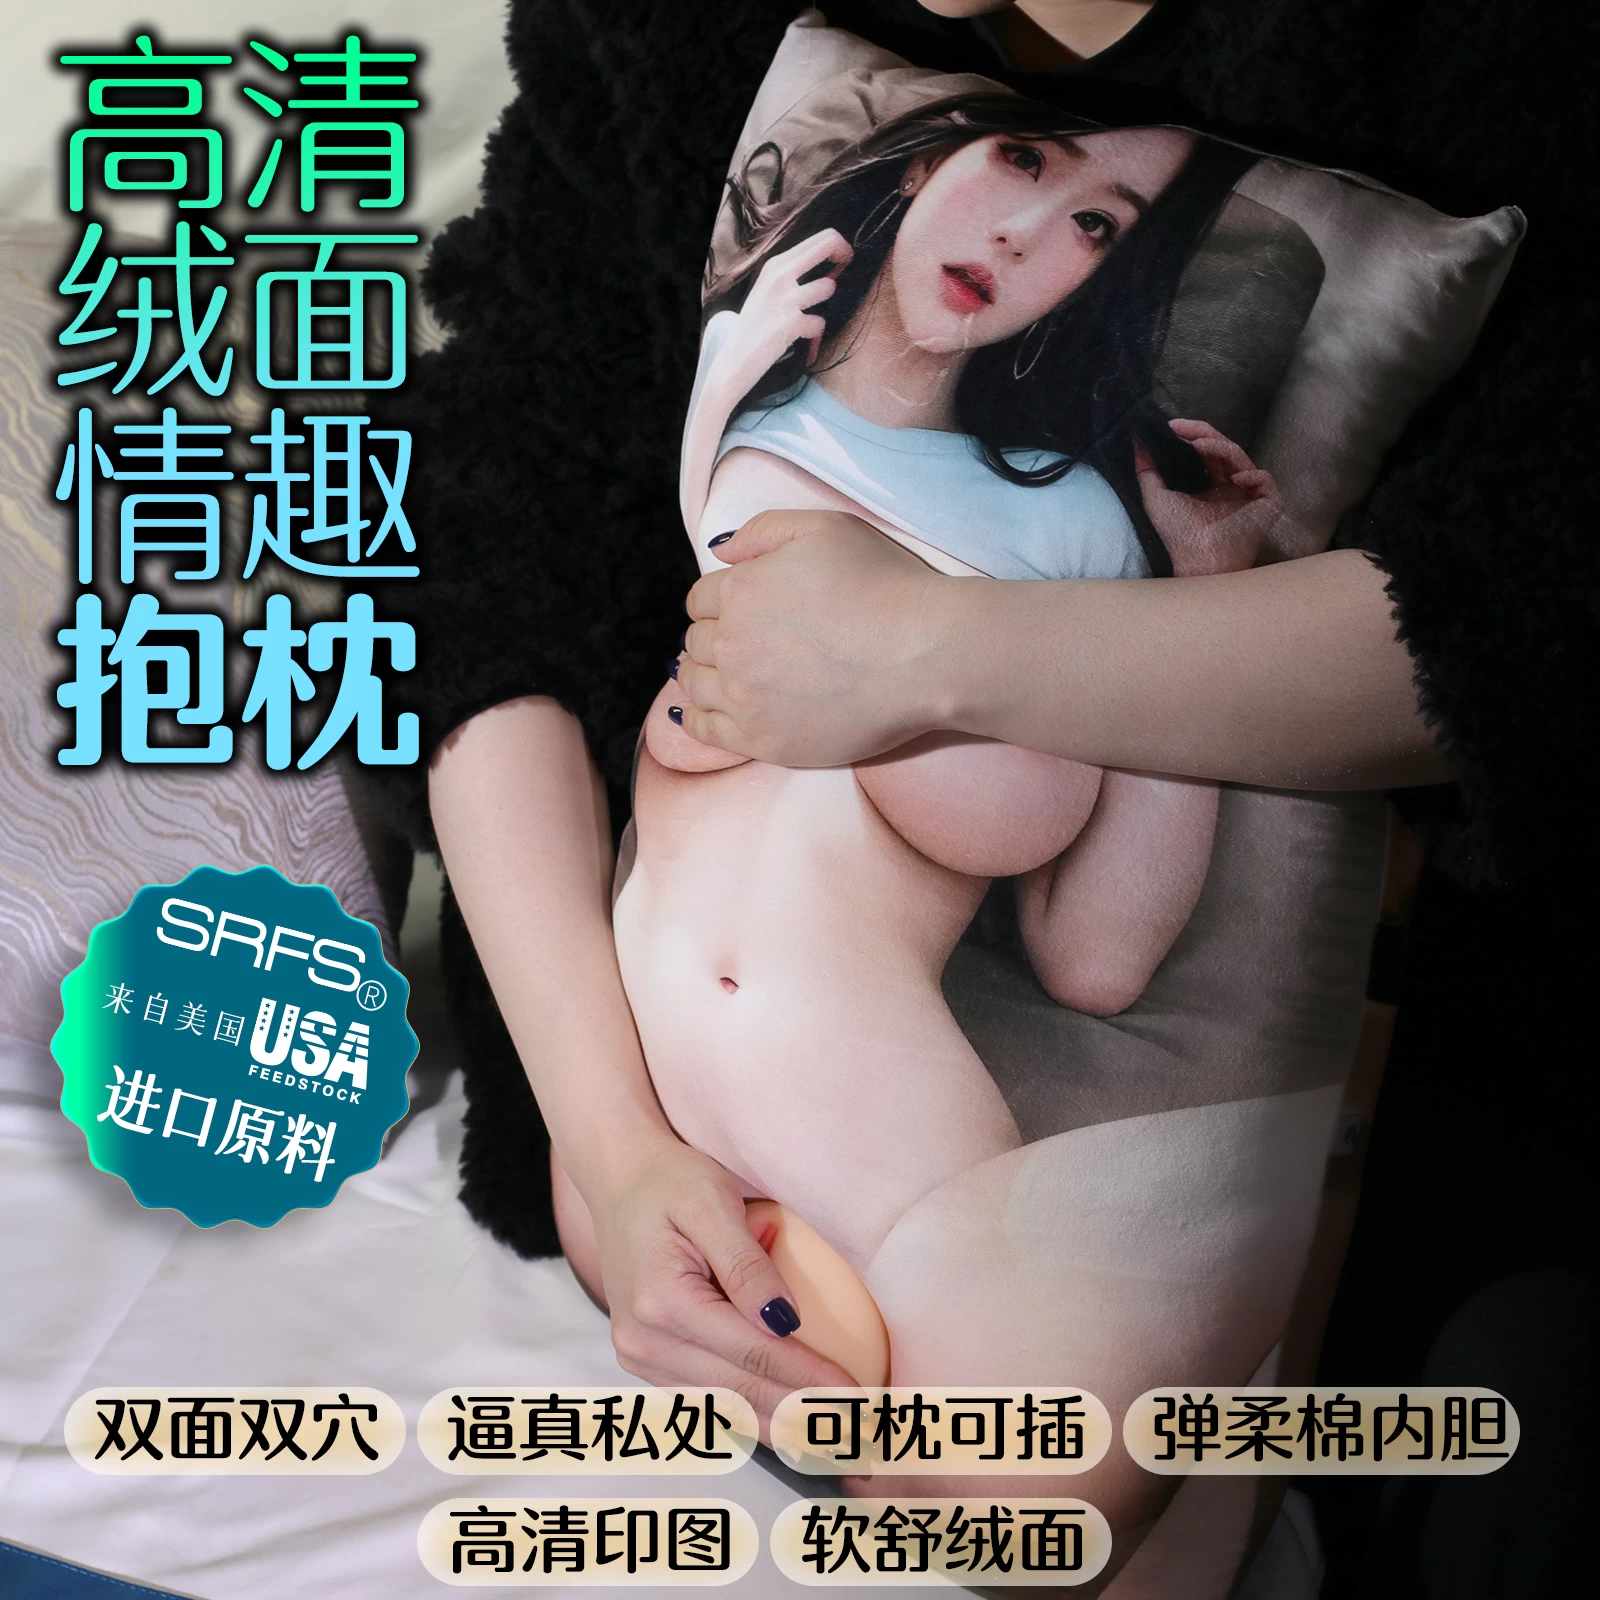 高清
绒面
情趣
抱枕
SRFS®
来自美国 USA
FEEDSTOCK
进口原料
双面双穴 逼真私处 可枕可插 弹柔棉内胆
高清印图 软舒绒面